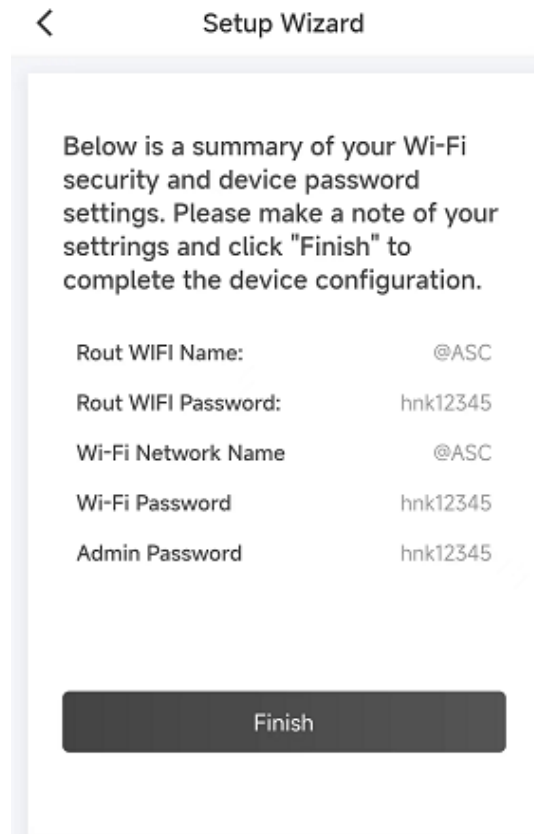 Setup Wizard
Below is a summary of your Wi-Fi
security and device password
settings. Please make a note of your
settrings and click "Finish" to
complete the device configuration.
Rout WIFI Name: @ASC
Rout WIFI Password: hnk12345
Wi-Fi Network Name @ASC
Wi-Fi Password hnk12345
Admin Password hnk12345
Finish